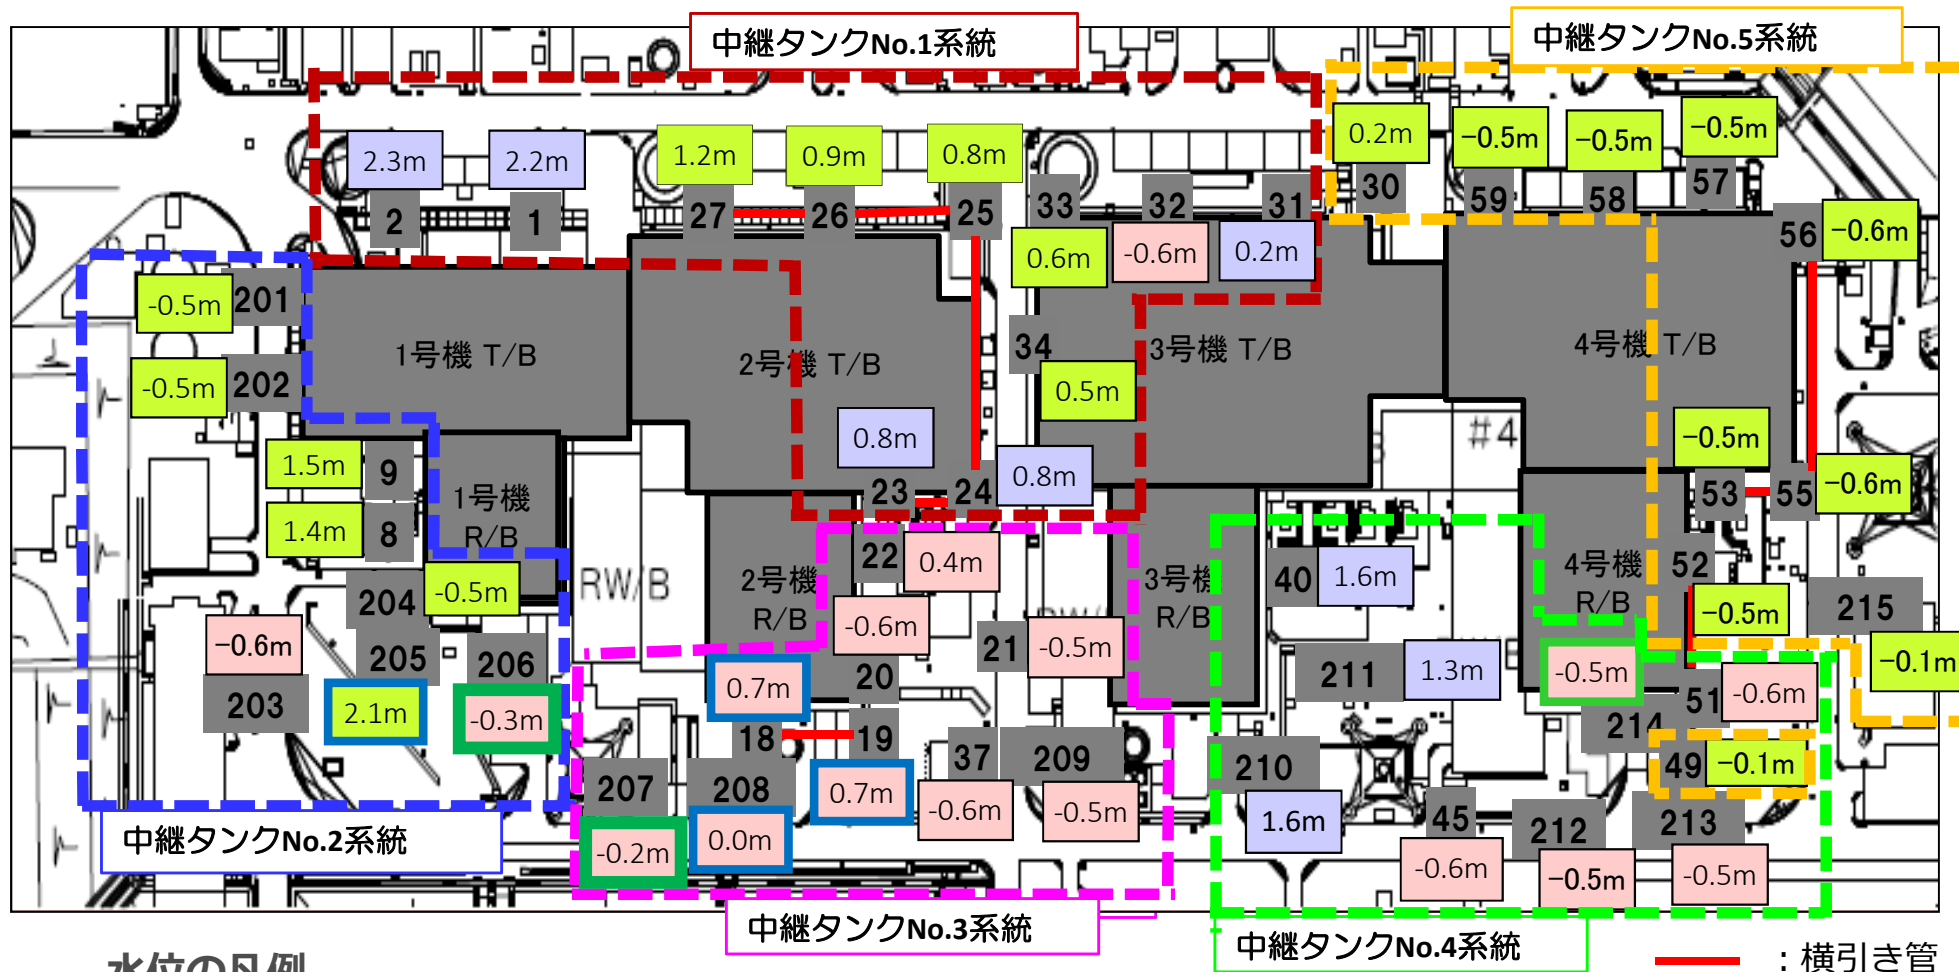 中継タンクNo.1系統
中継タンクNo.5系統
2.3m
2.2m
1.2m
0.9m
0.8m
0.2m
−0.5m
−0.5m
−0.5m
2
1
27
26
25
33
32
31
30
59
58
57
56
−0.6m
0.6m
-0.6m
0.2m
-0.5m
201
1号機 T/B
2号機 T/B
34
3号機 T/B
4号機 T/B
-0.5m
202
0.5m
0.8m
#4
−0.5m
1.5m
9
23
24
0.8m
53
55
−0.6m
1.4m
8
1号機
R/B
22
0.4m
2号機
R/B
3号機
R/B
40
1.6m
4号機
R/B
52
−0.5m
215
RW/B
204
-0.5m
-0.6m
−0.6m
205
206
21
-0.5m
211
1.3m
-0.5m
−0.1m
203
2.1m
-0.3m
0.7m
20
51
-0.6m
214
18
19
37
209
210
49
−0.1m
207
208
0.7m
-0.6m
-0.5m
1.6m
45
212
213
-0.2m
0.0m
-0.6m
−0.5m
-0.5m
中継タンクNo.2系統
中継タンクNo.3系統
中継タンクNo.4系統
水位の凡例
：横引き管